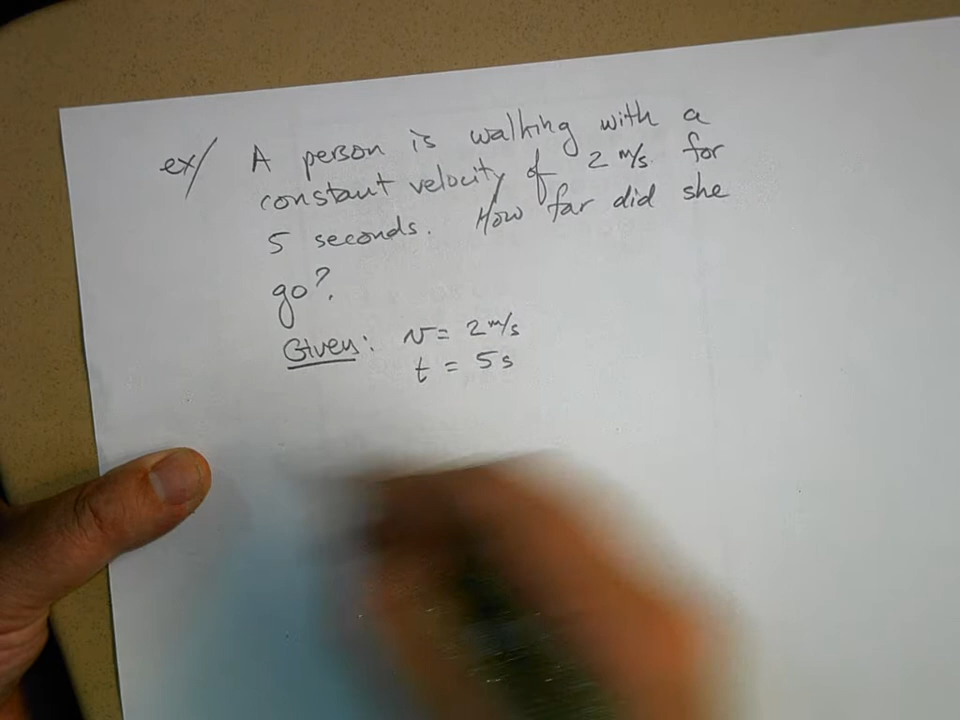 ex/ A person is walking with a
constant velocity of 2 m/s for
5 seconds. How far did she
go?
Given: v = 2 m/s
t = 5s